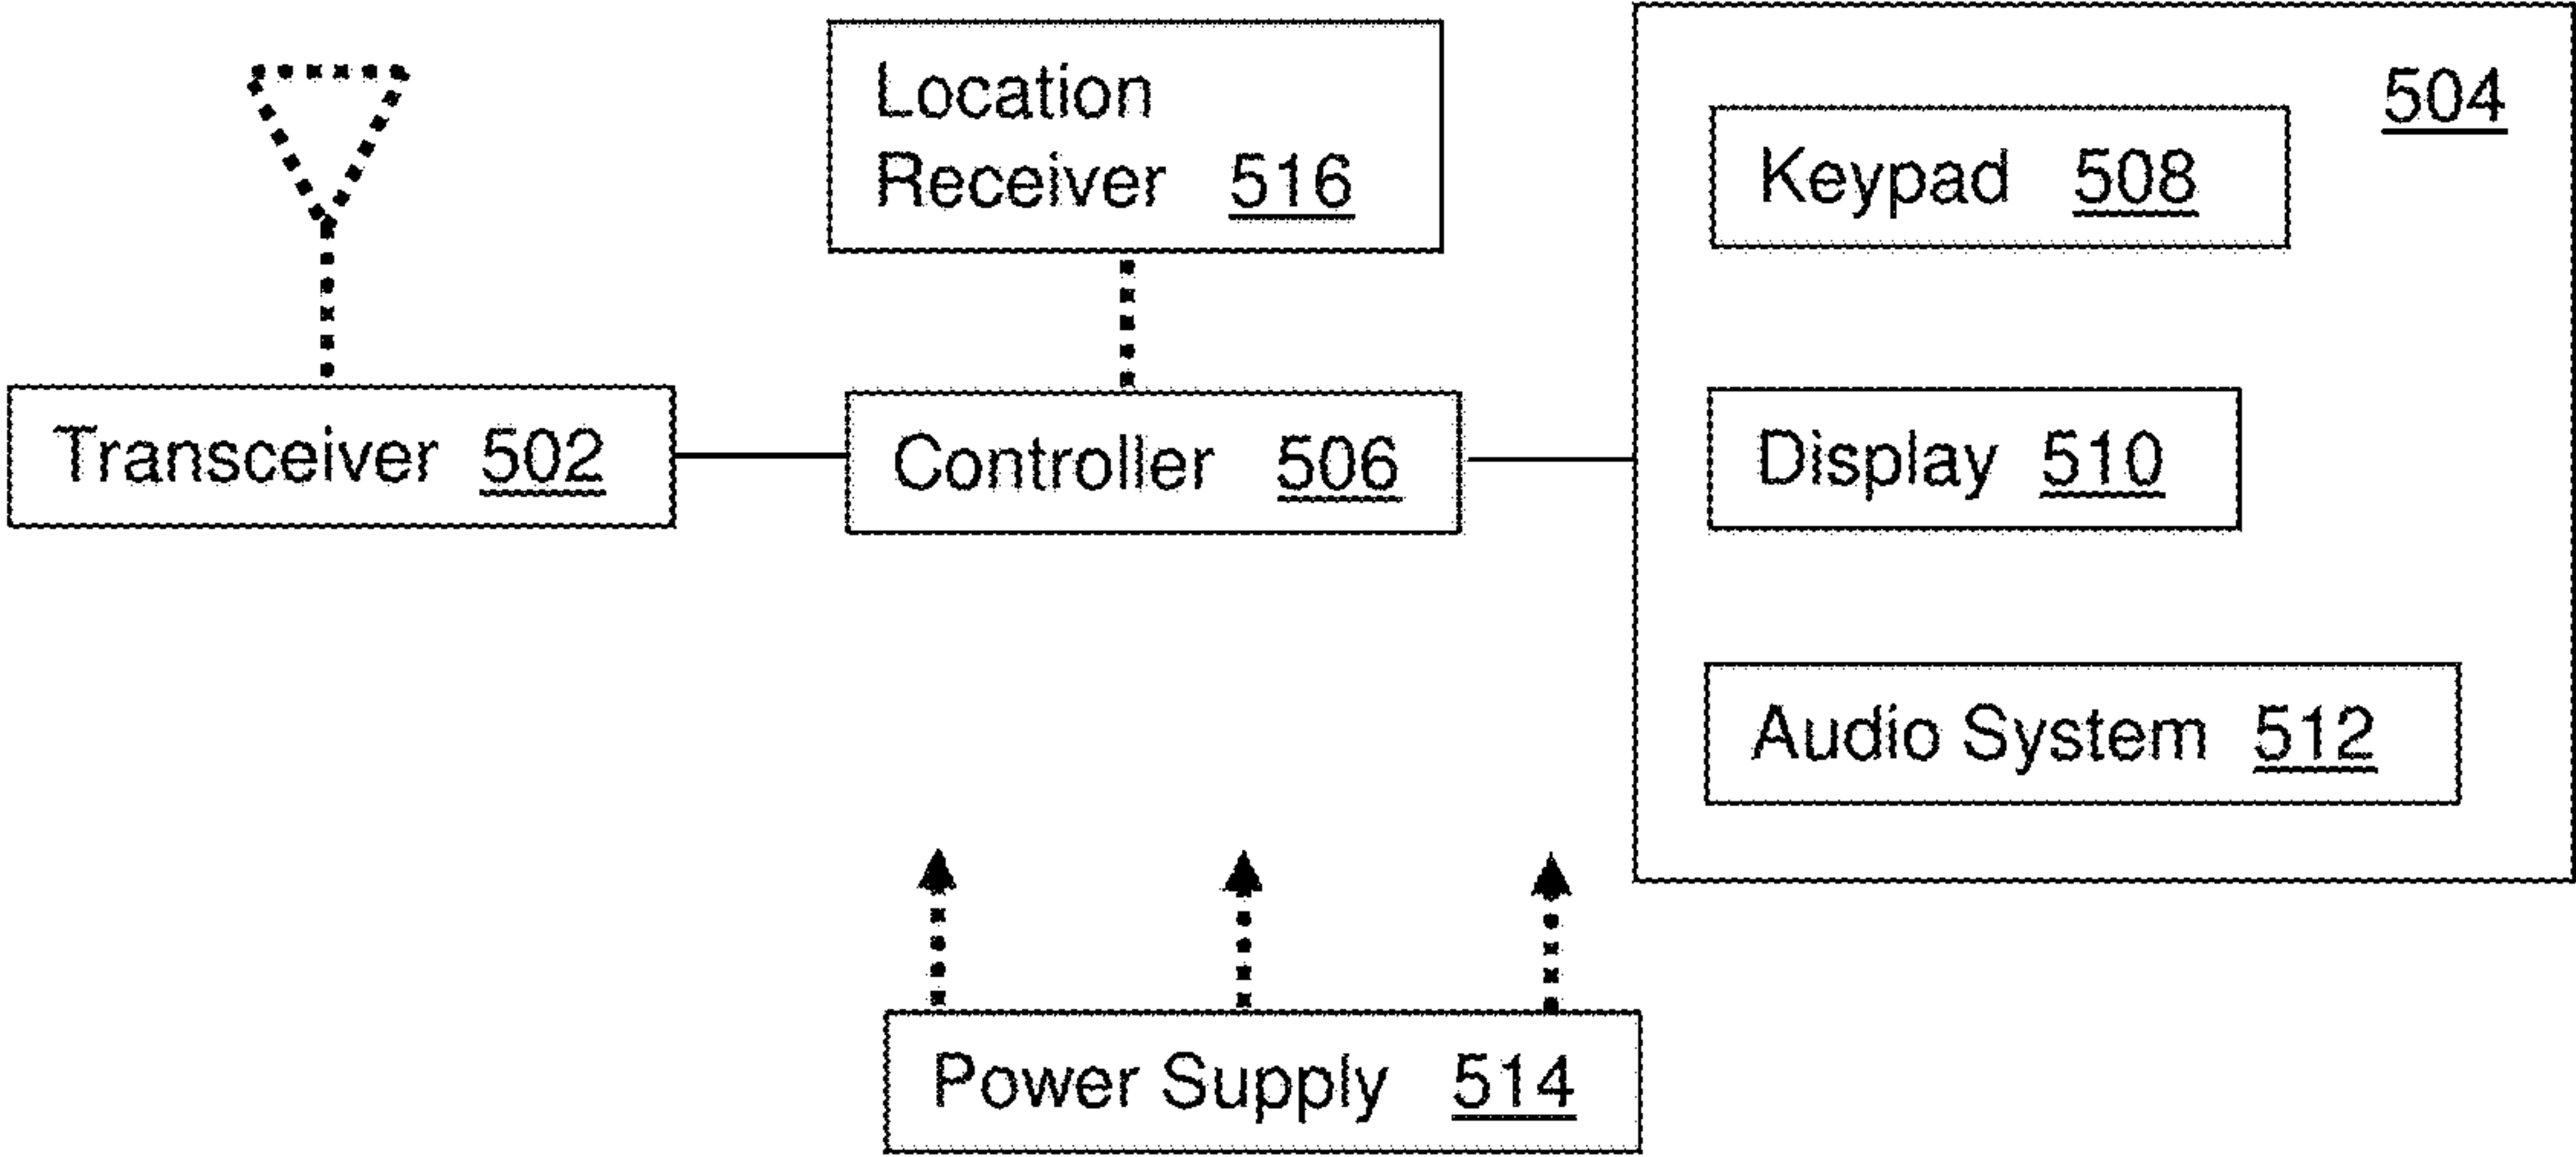 Location
Receiver 516
504
Keypad 508
Transceiver 502
Controller 506
Display 510
Audio System 512
Power Supply 514